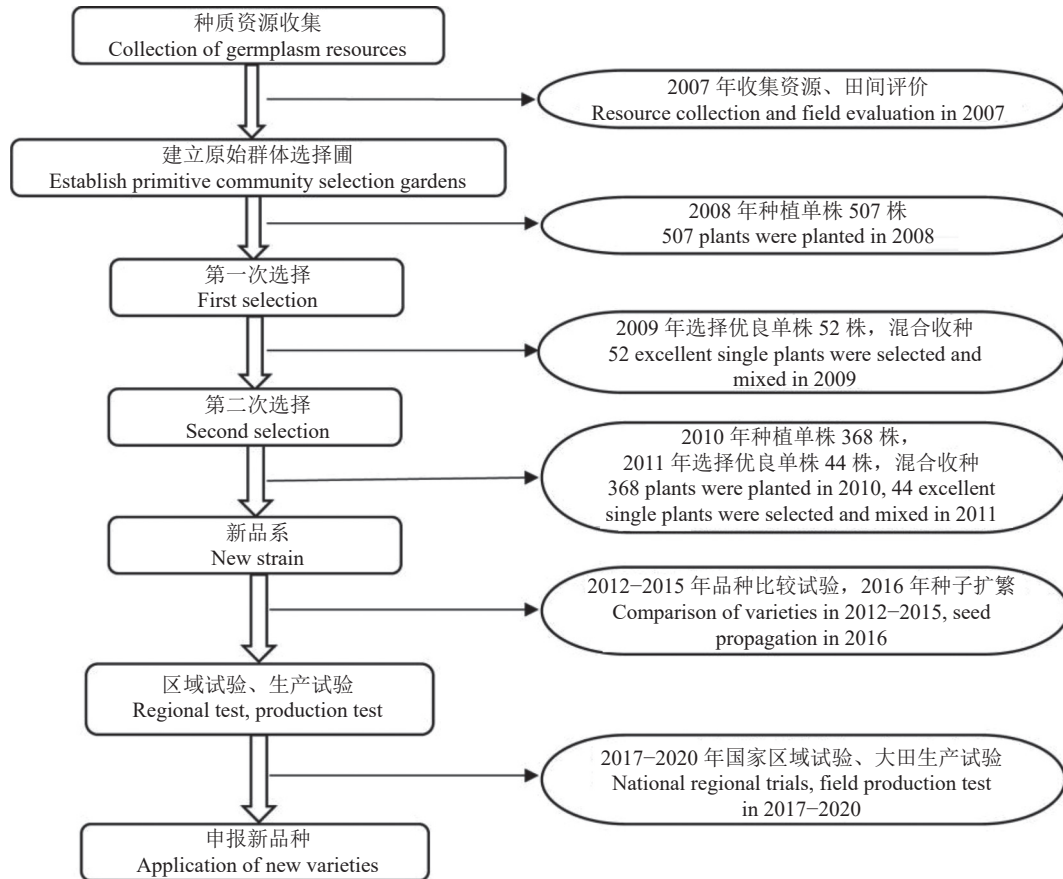 种质资源收集
Collection of germplasm resources
2007 年收集资源、田间评价
Resource collection and field evaluation in 2007
建立原始群体选择圃
Establish primitive community selection gardens
2008 年种植单株 507 株
507 plants were planted in 2008
第一次选择
First selection
2009 年选择优良单株 52 株，混合收种
52 excellent single plants were selected and
mixed in 2009
第二次选择
Second selection
2010 年种植单株 368 株，
2011 年选择优良单株 44 株，混合收种
368 plants were planted in 2010, 44 excellent
single plants were selected and mixed in 2011
新品系
New strain
2012−2015 年品种比较试验，2016 年种子扩繁
Comparison of varieties in 2012−2015, seed
propagation in 2016
区域试验、生产试验
Regional test, production test
2017−2020 年国家区域试验、大田生产试验
National regional trials, field production test
in 2017−2020
申报新品种
Application of new varieties